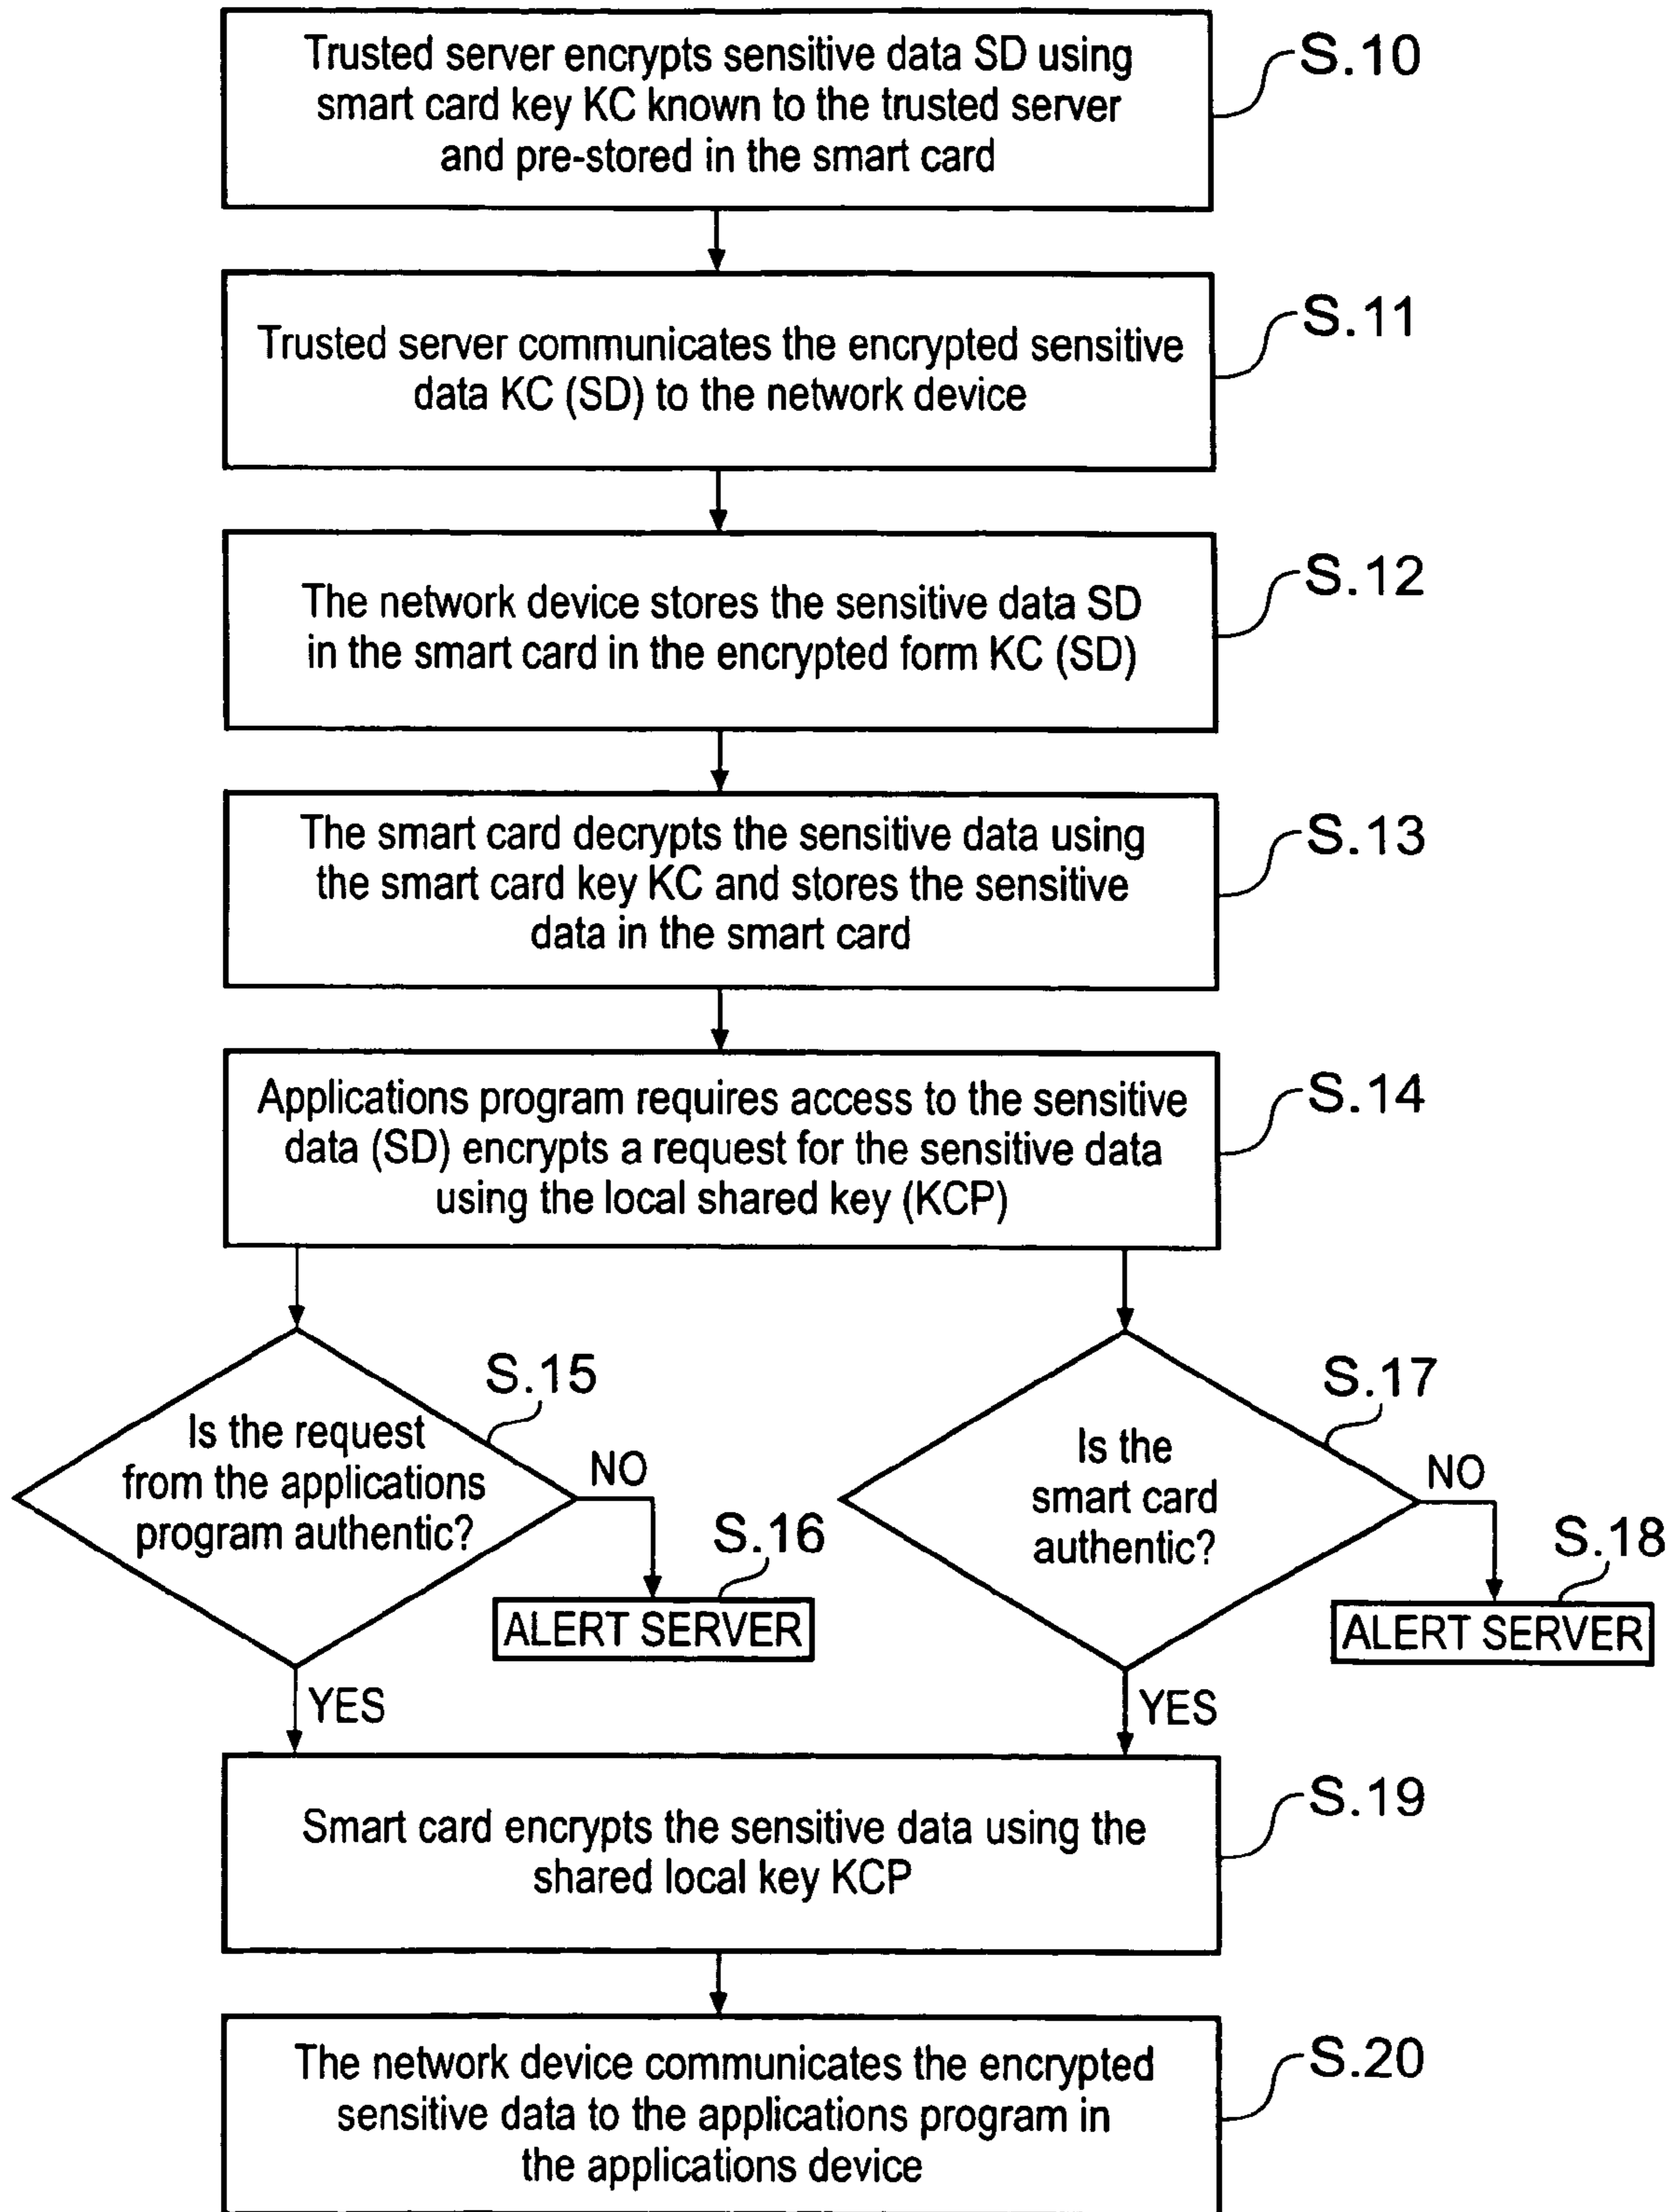 Trusted server encrypts sensitive data SD using
smart card key KC known to the trusted server
and pre-stored in the smart card
S.10
Trusted server communicates the encrypted sensitive
data KC (SD) to the network device
S.11
The network device stores the sensitive data SD
in the smart card in the encrypted form KC (SD)
S.12
The smart card decrypts the sensitive data using
the smart card key KC and stores the sensitive
data in the smart card
S.13
Applications program requires access to the sensitive
data (SD) encrypts a request for the sensitive data
using the local shared key (KCP)
S.14
Is the request
from the applications
program authentic?
S.15
NO
S.16
ALERT SERVER
YES
Is the
smart card
authentic?
S.17
NO
S.18
ALERT SERVER
YES
Smart card encrypts the sensitive data using the
shared local key KCP
S.19
The network device communicates the encrypted
sensitive data to the applications program in
the applications device
S.20